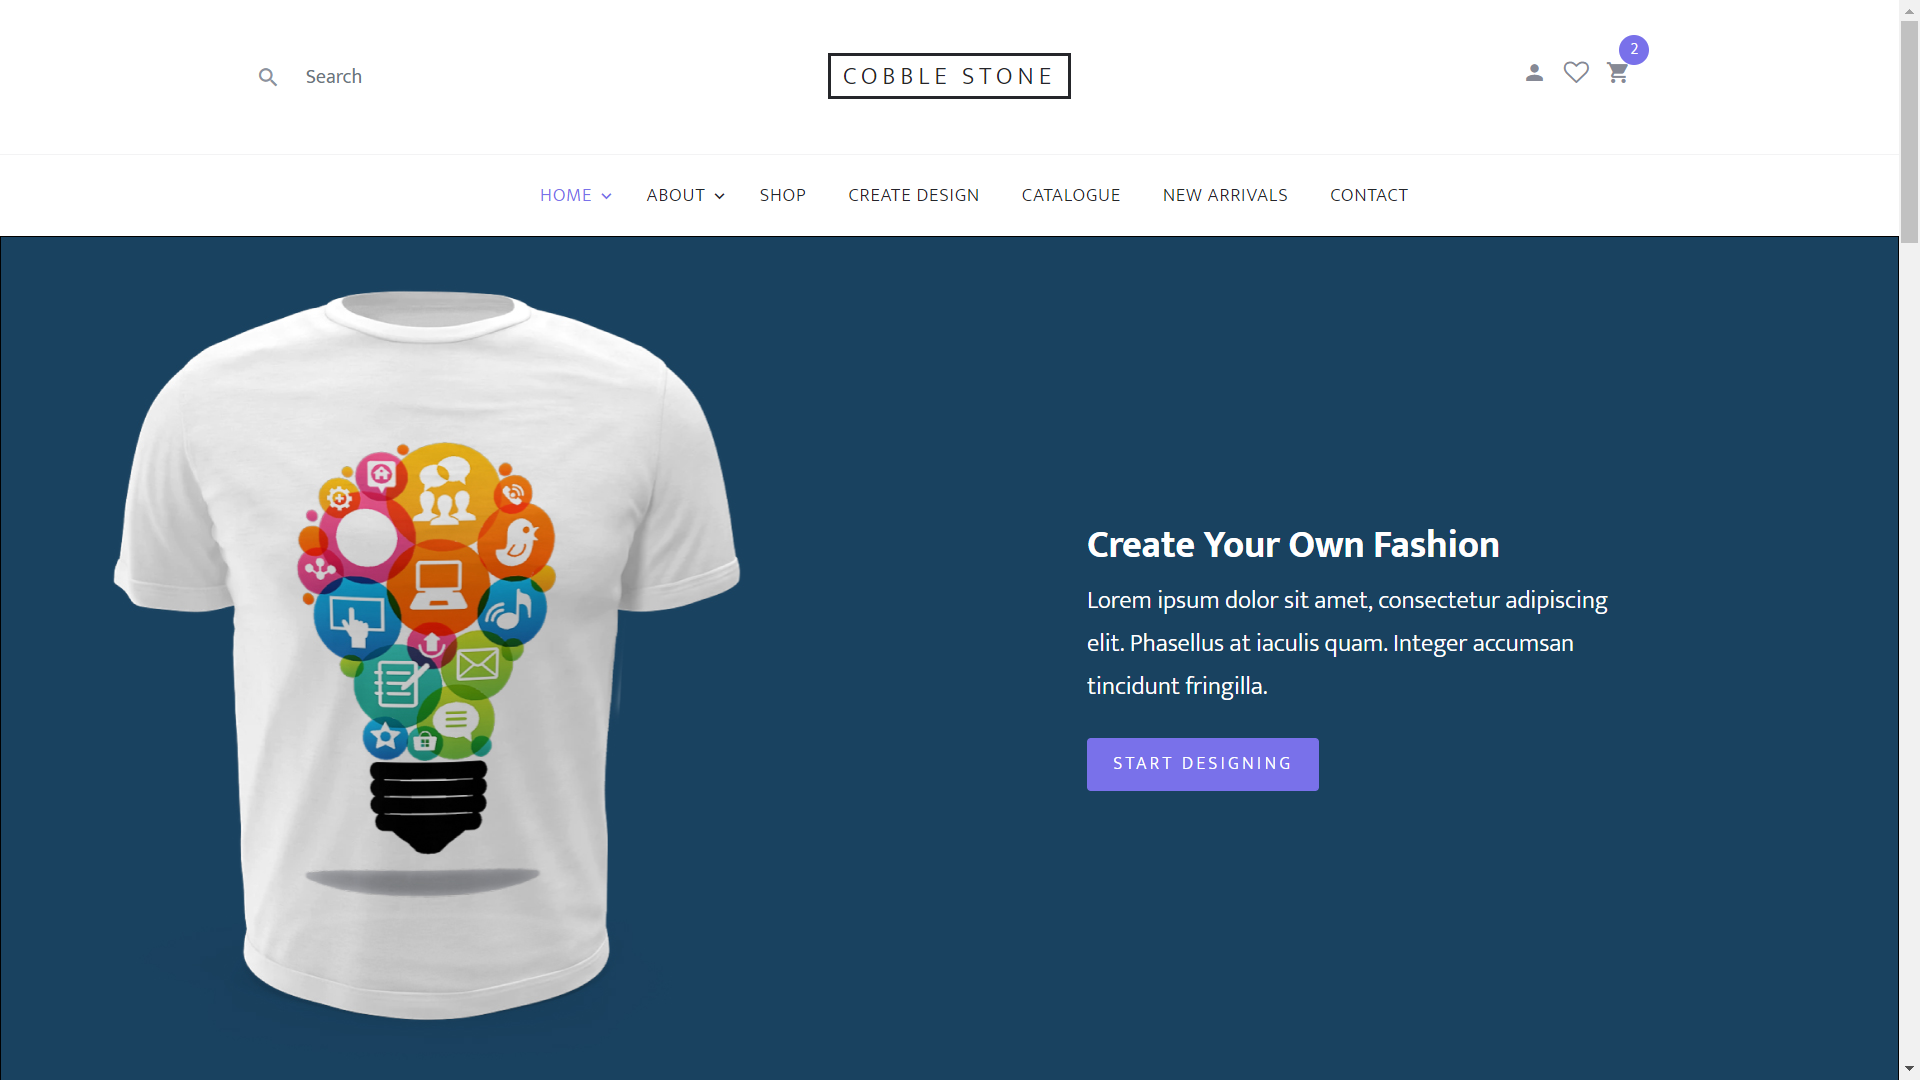 Search
COBBLE STONE
2
HOME
ABOUT
SHOP
CREATE DESIGN
CATALOGUE
NEW ARRIVALS
CONTACT
Create Your Own Fashion
Lorem ipsum dolor sit amet, consectetur adipiscing
elit. Phasellus at iaculis quam. Integer accumsan
tincidunt fringilla.
START DESIGNING